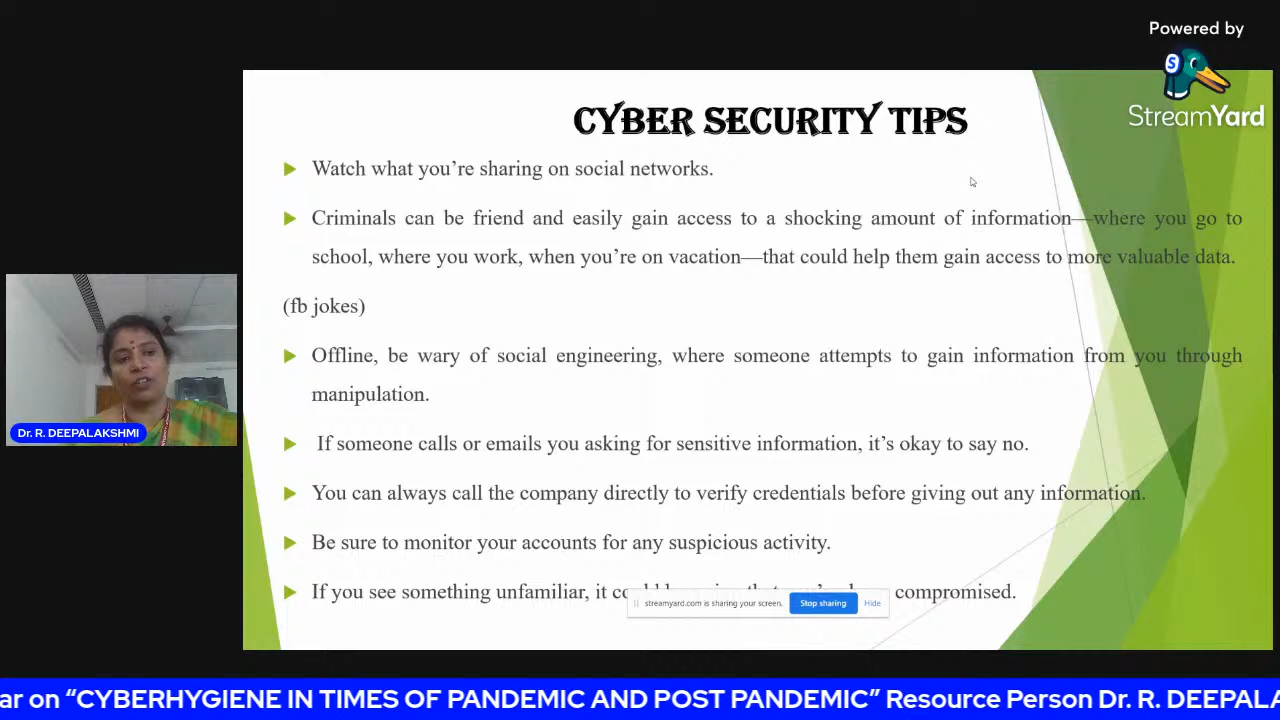 Powered by
StreamYard
CYBER SECURITY TIPS
Watch what you’re sharing on social networks.
Criminals can be friend and easily gain access to a shocking amount of information—where you go to
school, where you work, when you’re on vacation—that could help them gain access to more valuable data.
(fb jokes)
Offline, be wary of social engineering, where someone attempts to gain information from you through
manipulation.
If someone calls or emails you asking for sensitive information, it’s okay to say no.
You can always call the company directly to verify credentials before giving out any information.
Be sure to monitor your accounts for any suspicious activity.
If you see something unfamiliar, it compromised.
streamyard.com is sharing your screen. Stop sharing Hide
Dr. R. DEEPALAKSHMI
ar on “CYBERHYGIENE IN TIMES OF PANDEMIC AND POST PANDEMIC” Resource Person Dr. R. DEEPALA